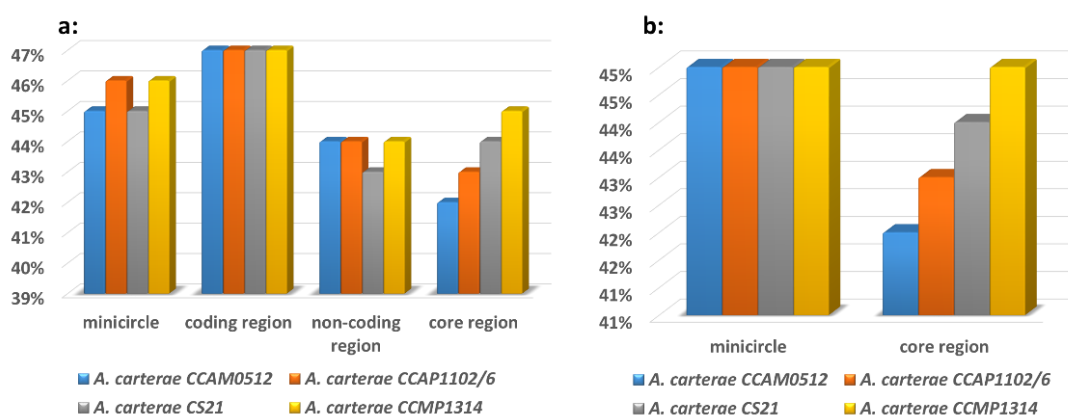 a:
47%
46%
45%
44%
43%
42%
41%
40%
39%
minicircle
coding region
non-coding
region
core region
A. carterae CCAM0512
A. carterae CCAP1102/6
A. carterae CS21
A. carterae CCMP1314
b:
45%
45%
44%
44%
43%
43%
42%
42%
41%
41%
minicircle
core region
A. carterae CCAM0512
A. carterae CCAP1102/6
A. carterae CS21
A. carterae CCMP1314